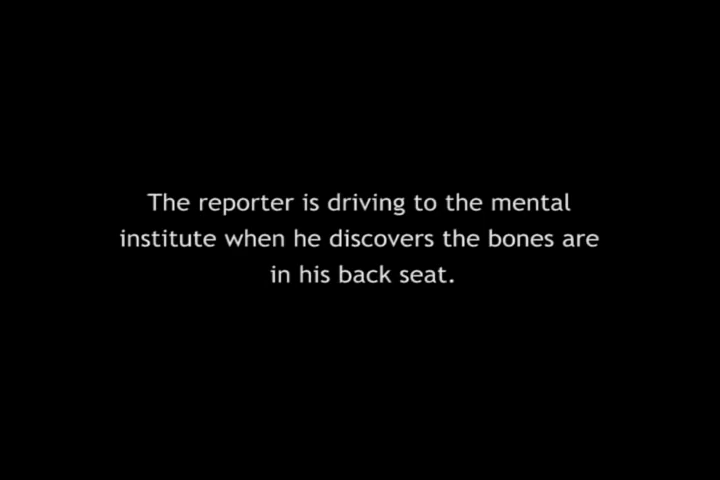 The reporter is driving to the mental
institute when he discovers the bones are
in his back seat.